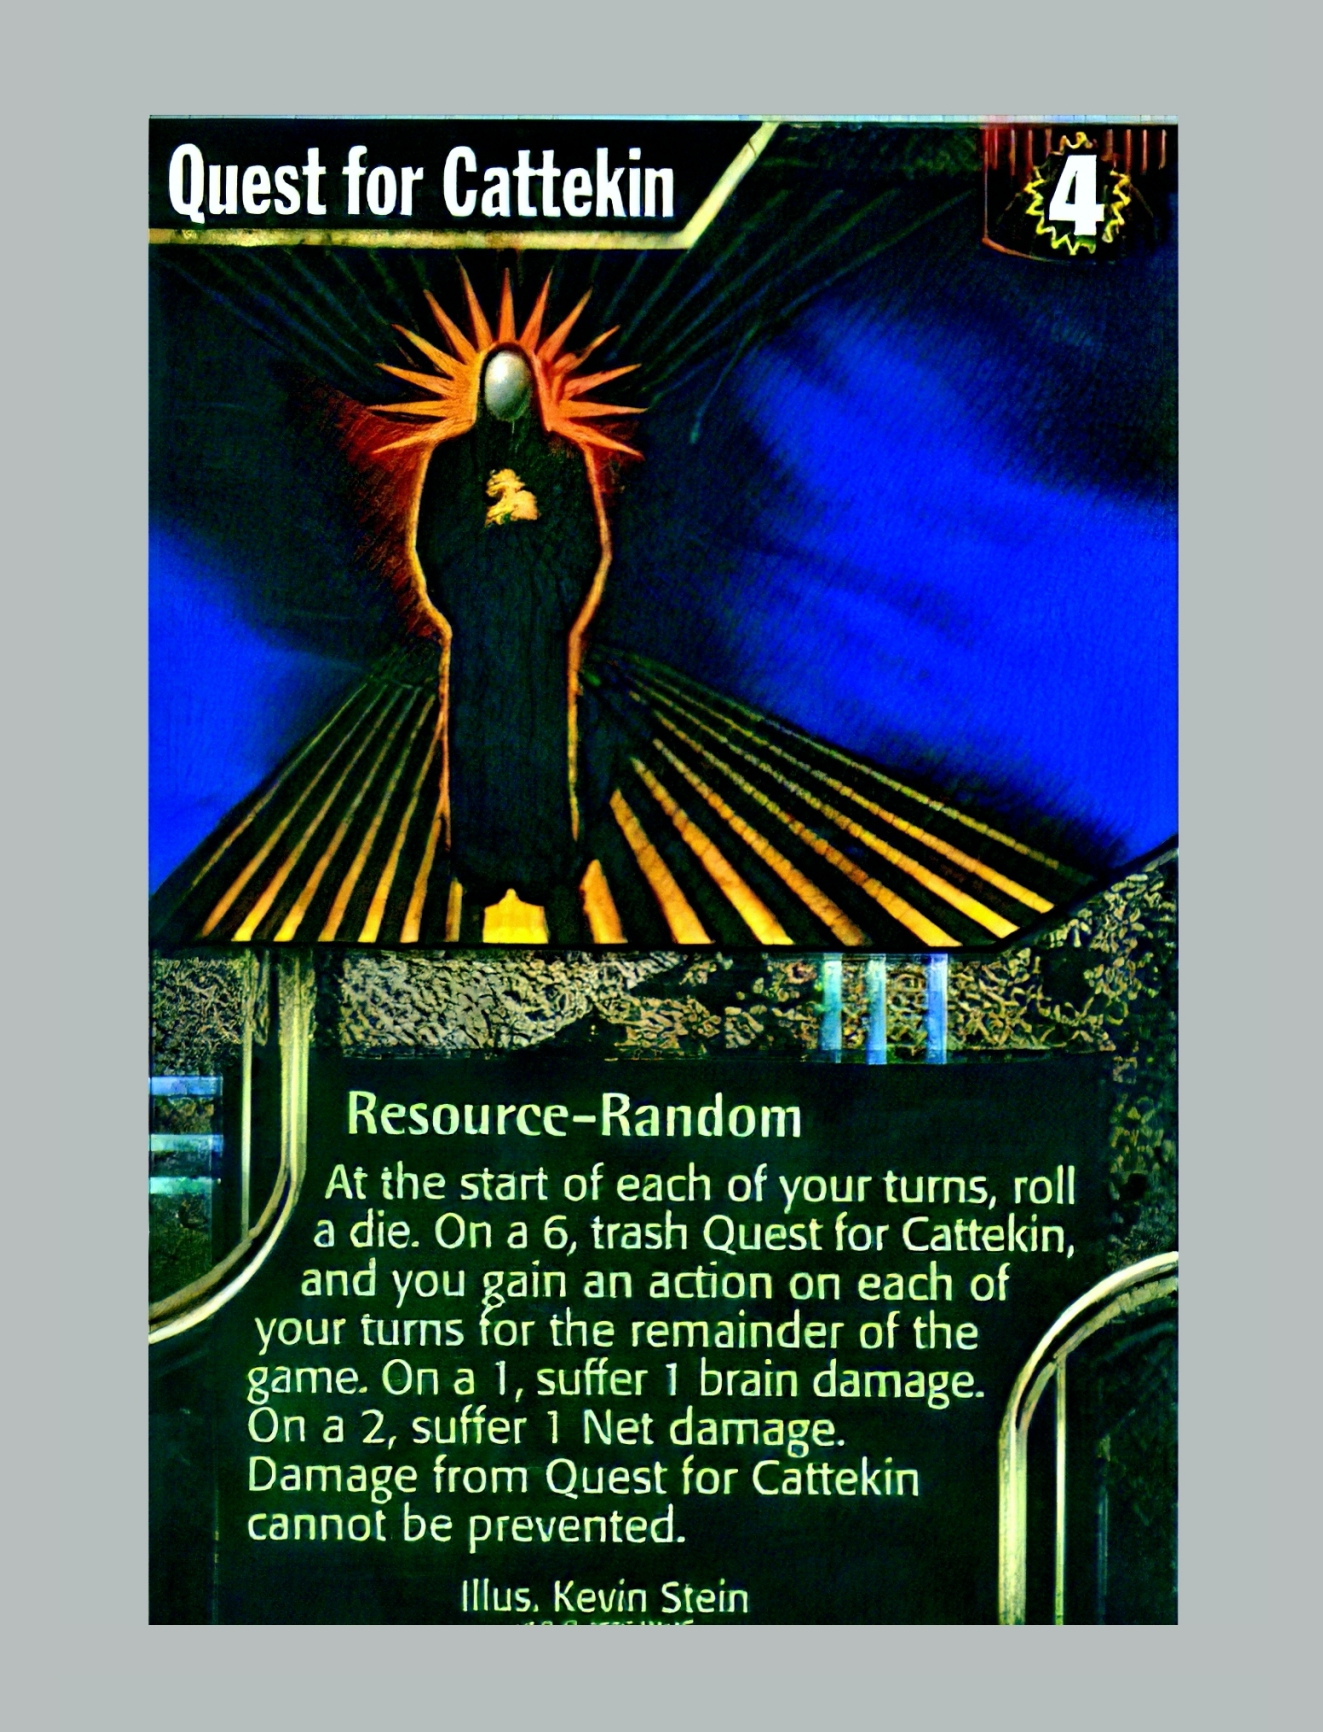 Quest for Cattekin
4
Resource-Random
At the start of each of your turns, roll
a die. On a 6, trash Quest for Cattekin,
and you gain an action on each of
your turns for the remainder of the
game. On a 1, suffer 1 brain damage.
On a 2, suffer 1 Net damage.
Damage from Quest for Cattekin
cannot be prevented.
Illus. Kevin Stein